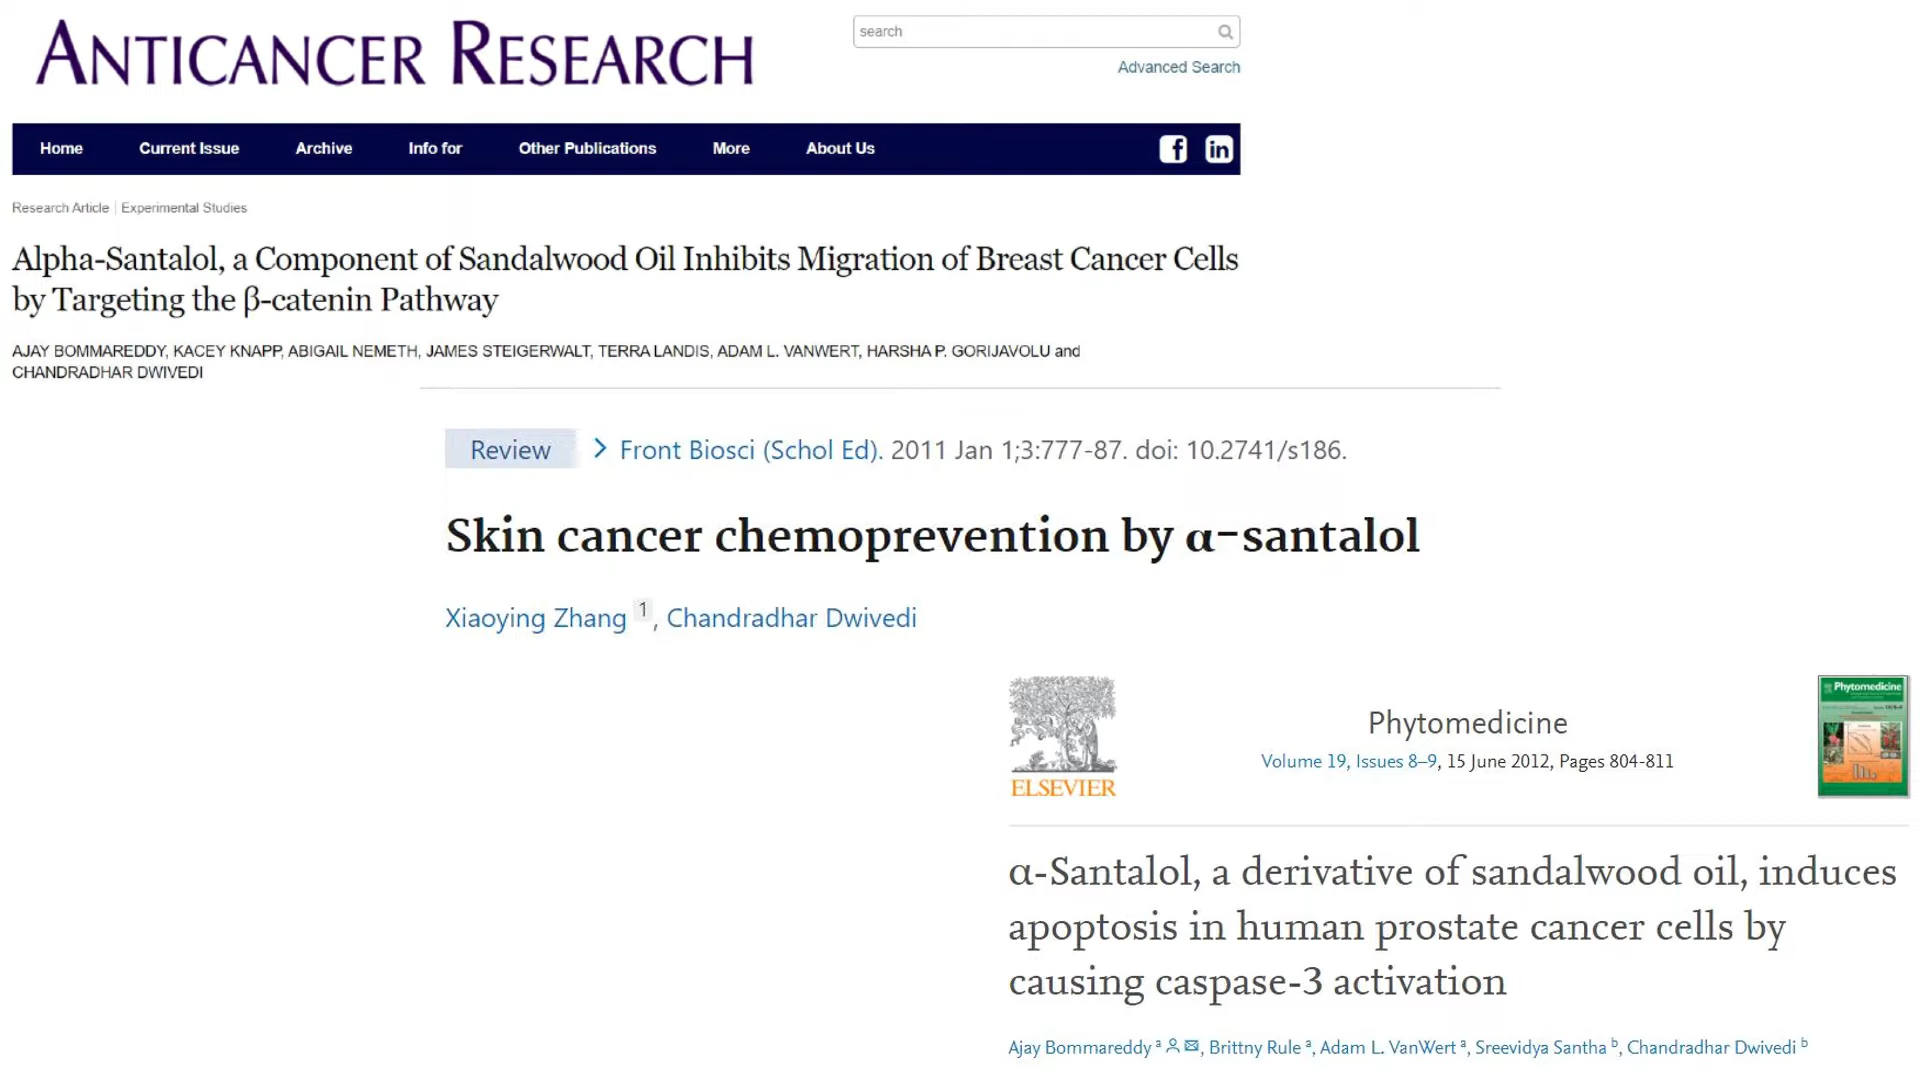 ANTICANCER RESEARCH
search
Advanced Search
Home Current Issue Archive Info for Other Publications More About Us
Research Article | Experimental Studies
Alpha-Santalol, a Component of Sandalwood Oil Inhibits Migration of Breast Cancer Cells
by Targeting the β-catenin Pathway
AJAY BOMMAREDDY, KACEY KNAPP, ABIGAIL NEMETH, JAMES STEIGERWALT, TERRA LANDIS, ADAM L. VANWERT, HARSHA P. GORIJAVOLU and
CHANDRADHAR DWIVEDI
Review > Front Biosci (Schol Ed). 2011 Jan 1;3:777-87. doi: 10.2741/s186.
Skin cancer chemoprevention by α-santalol
Xiaoying Zhang 1, Chandradhar Dwivedi
ELSEVIER
Phytomedicine
Volume 19, Issues 8–9, 15 June 2012, Pages 804-811
Phytomedicine
α-Santalol, a derivative of sandalwood oil, induces
apoptosis in human prostate cancer cells by
causing caspase-3 activation
Ajay Bommareddy a, Brittny Rule a, Adam L. VanWert a, Sreevidya Santha b, Chandradhar Dwivedi b